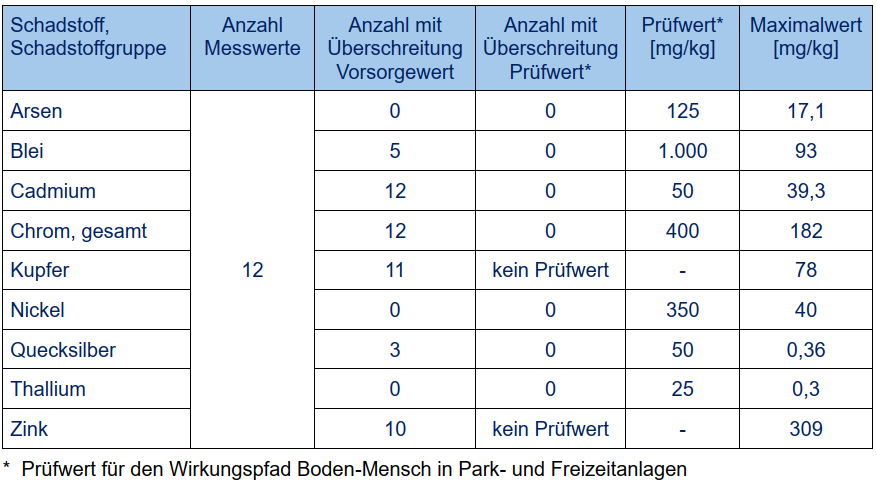 Schadstoff, Schadstoffgruppe | Anzahl Messwerte | Anzahl mit Überschreitung Vorsorgewert | Anzahl mit Überschreitung Prüfwert* | Prüfwert* [mg/kg] | Maximalwert [mg/kg]
Arsen | 12 | 0 | 0 | 125 | 17,1
Blei | 5 | 0 | 1.000 | 93
Cadmium | 12 | 0 | 50 | 39,3
Chrom, gesamt | 12 | 0 | 400 | 182
Kupfer | 11 | kein Prüfwert | - | 78
Nickel | 0 | 0 | 350 | 40
Quecksilber | 3 | 0 | 50 | 0,36
Thallium | 0 | 0 | 25 | 0,3
Zink | 10 | kein Prüfwert | - | 309
* Prüfwert für den Wirkungspfad Boden-Mensch in Park- und Freizeitanlagen